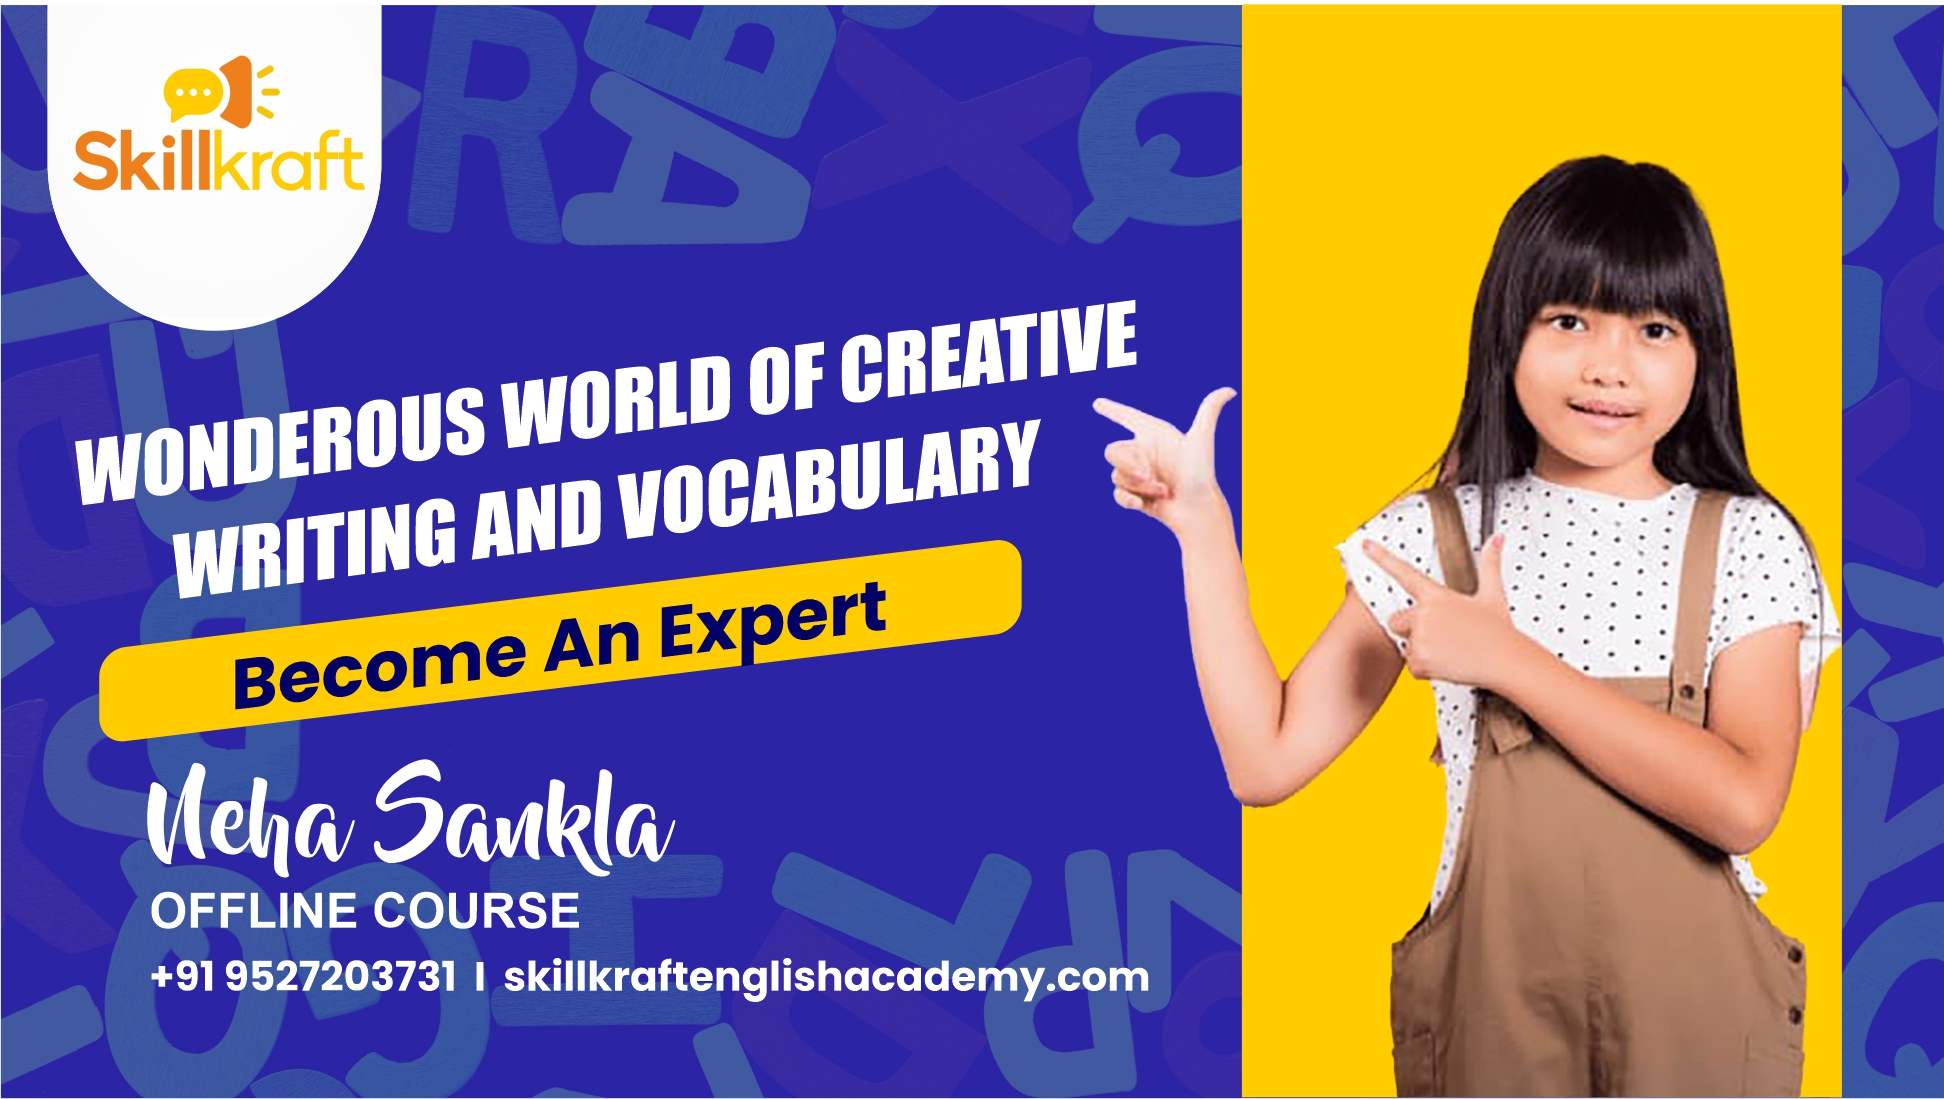 Skillkraft
WONDEROUS WORLD OF CREATIVE
WRITING AND VOCABULARY
Become An Expert
Neha Sankla
OFFLINE COURSE
+91 9527203731 | skillkraftenglishacademy.com